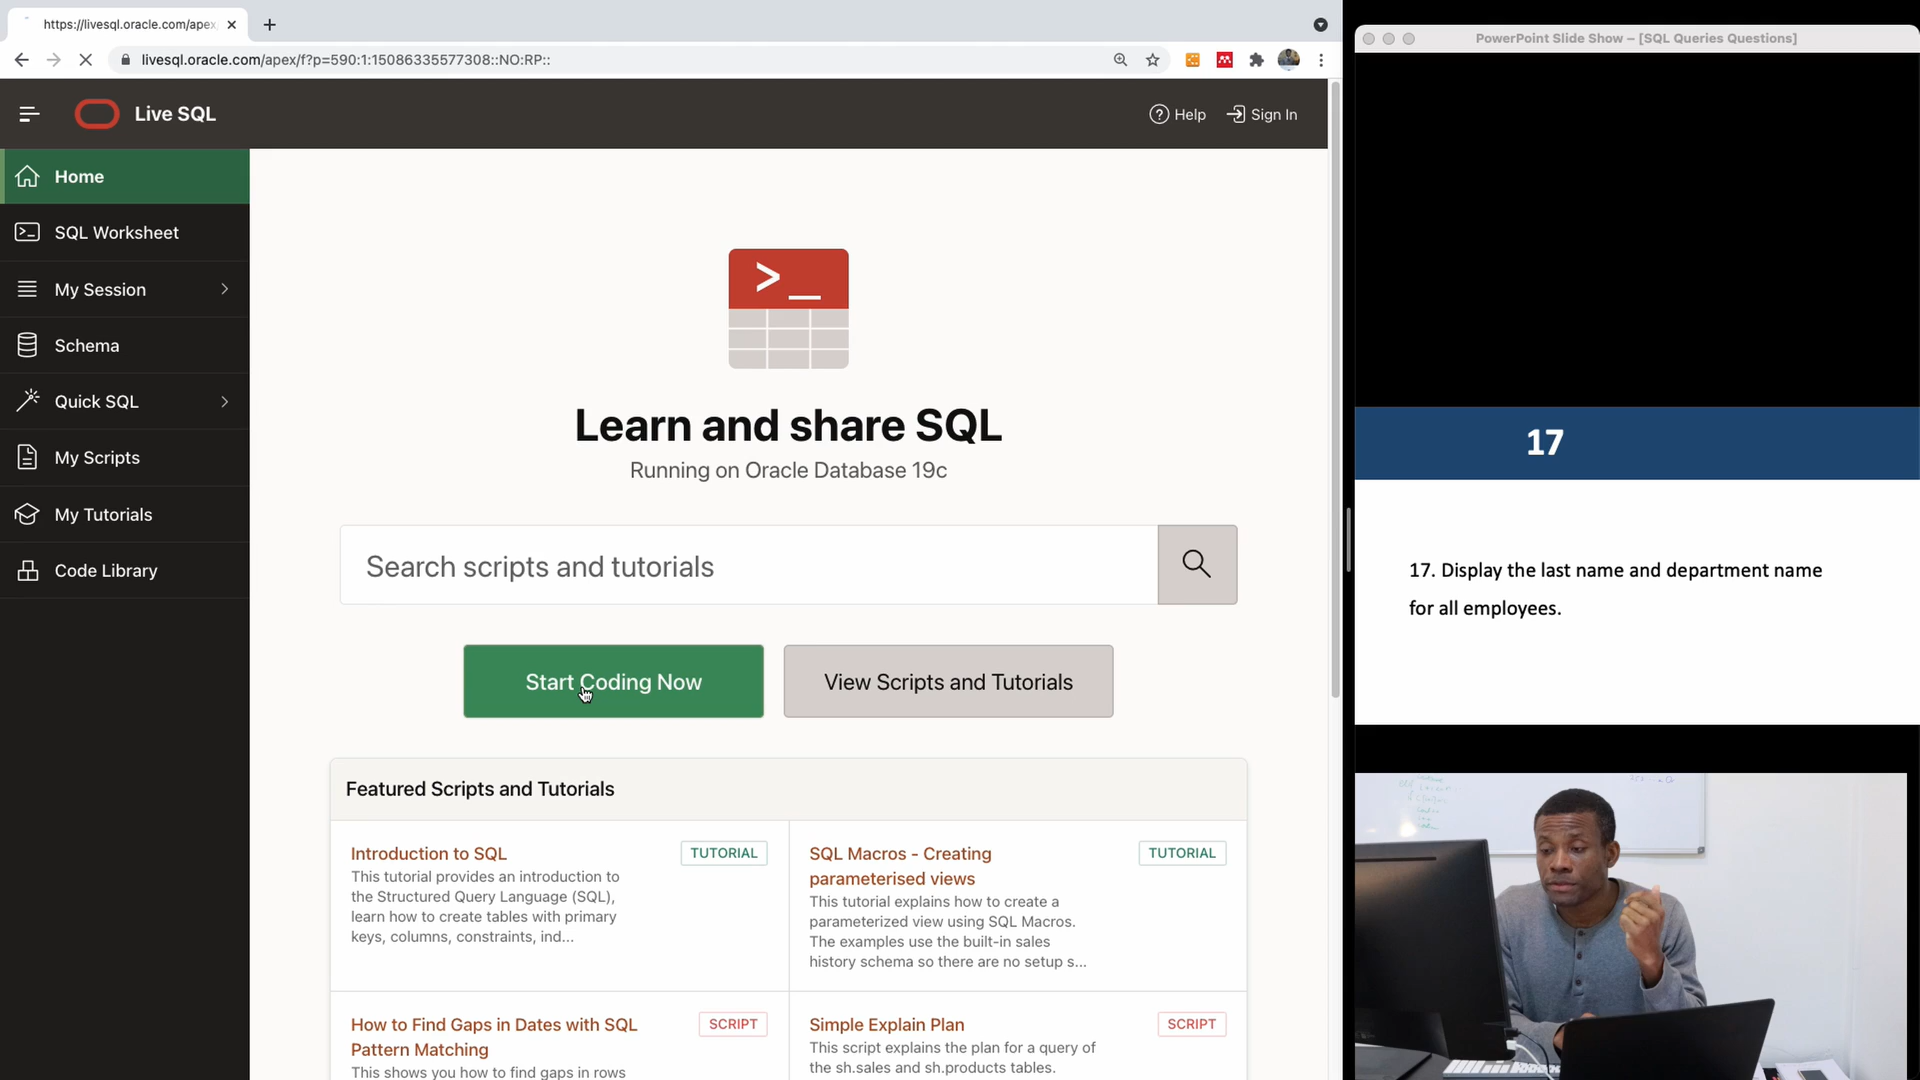 https://livesql.oracle.com/apex
livesql.oracle.com/apex/f?p=590:1:15086335577308::NO:RP::
Live SQL
Help
Sign In
Home
SQL Worksheet
My Session
Schema
Quick SQL
My Scripts
My Tutorials
Code Library
>_
Learn and share SQL
Running on Oracle Database 19c
Search scripts and tutorials
Start Coding Now
View Scripts and Tutorials
Featured Scripts and Tutorials
Introduction to SQL
TUTORIAL
This tutorial provides an introduction to
the Structured Query Language (SQL),
learn how to create tables with primary
keys, columns, constraints, ind...
SQL Macros - Creating
parameterised views
TUTORIAL
This tutorial explains how to create a
parameterized view using SQL Macros.
The examples use the built-in sales
history schema so there are no setup s...
How to Find Gaps in Dates with SQL
Pattern Matching
SCRIPT
This shows you how to find gaps in rows
Simple Explain Plan
SCRIPT
This script explains the plan for a query of
the sh.sales and sh.products tables.
PowerPoint Slide Show – [SQL Queries Questions]
17
17. Display the last name and department name
for all employees.